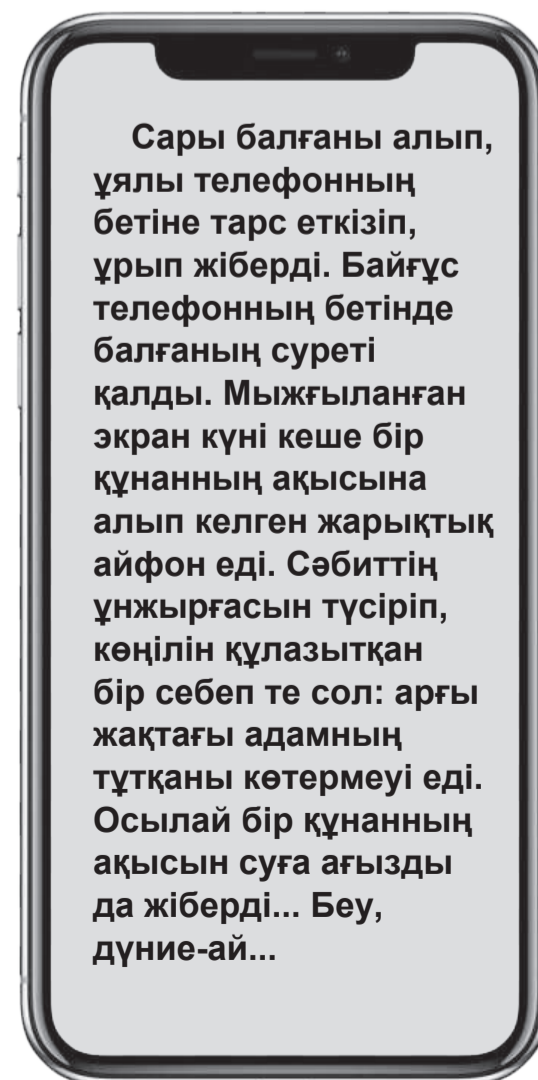 Сары балғаны алып,
ұялы телефонның
бетіне тарс еткізіп,
ұрып жіберді. Байғұс
телефонның бетінде
балғаның суреті
қалды. Мыжғыланған
экран күні кеше бір
құнанның ақысына
алып келген жарықтық
айфон еді. Сәбиттің
ұнжырғасын түсіріп,
көңілін құлазытқан
бір себеп те сол: арғы
жақтағы адамның
тұтқаны көтермеуі еді.
Осылай бір құнанның
ақысын суға ағызды
да жіберді... Беу,
дүние-ай...